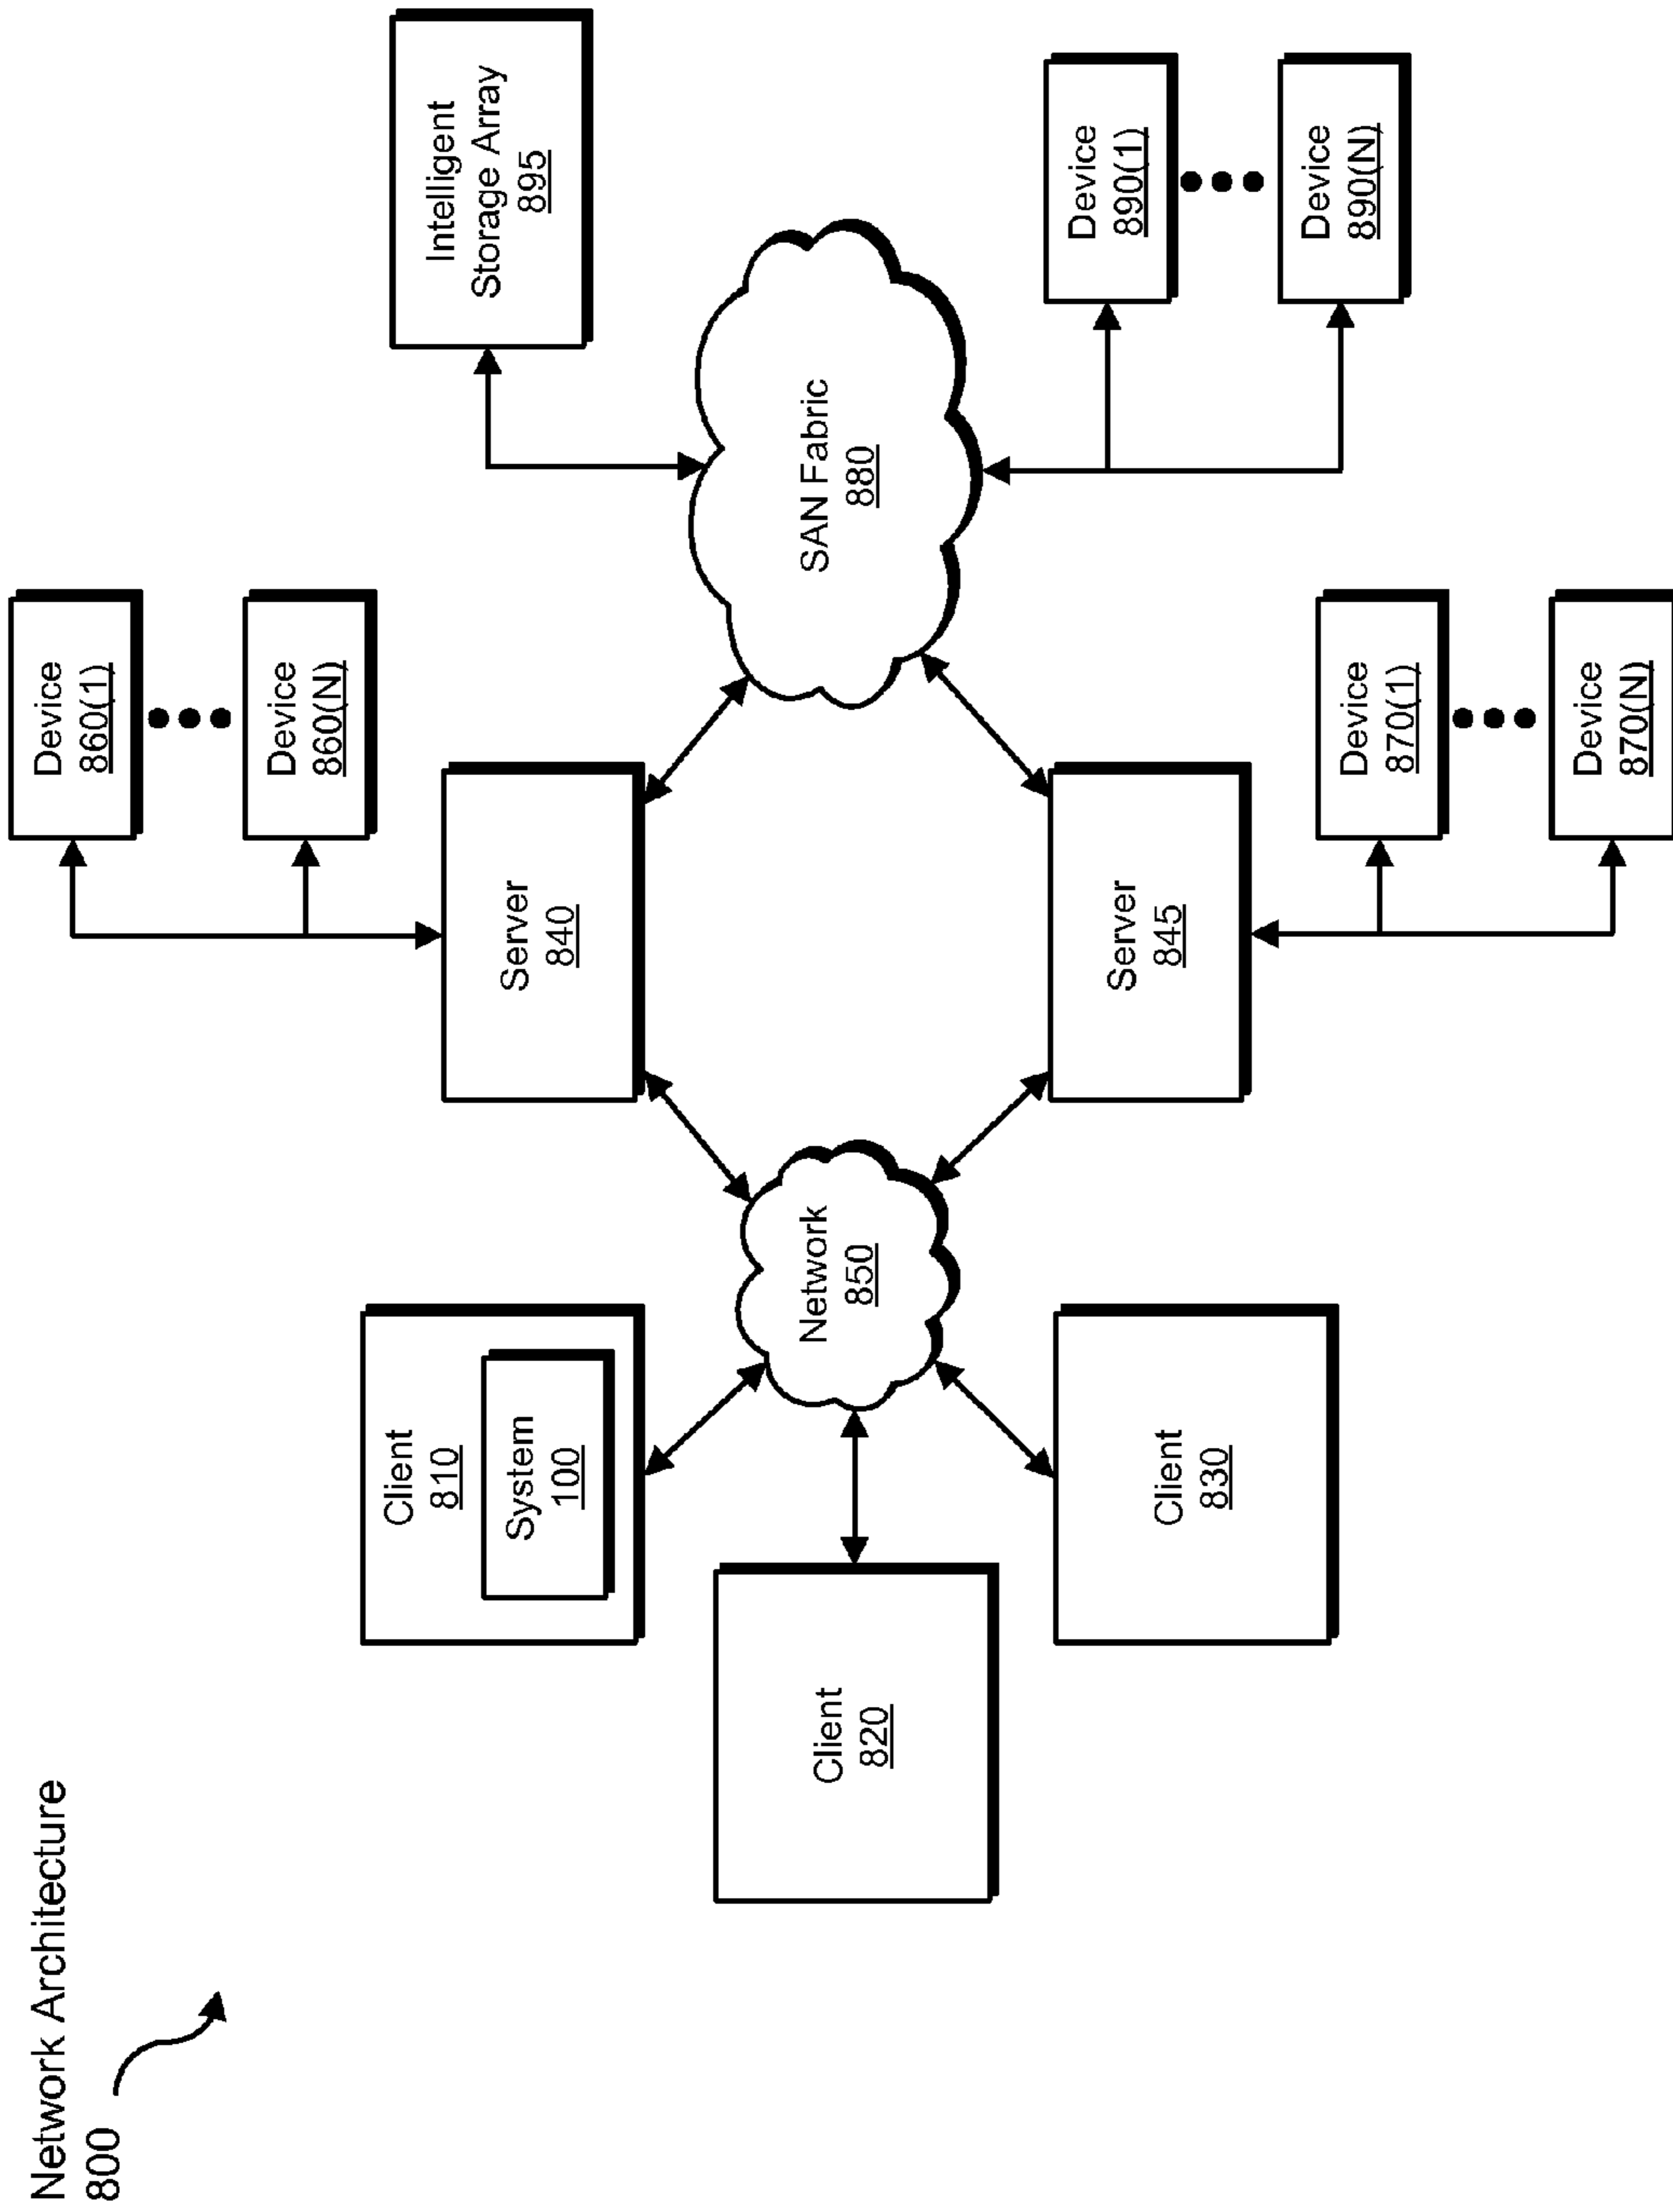 Network Architecture
800
Device
860(1)
Device
860(N)
Intelligent
Storage Array
895
Client
810
System
100
Server
840
Client
820
Network
850
SAN Fabric
880
Client
830
Server
845
Device
890(1)
Device
890(N)
Device
870(1)
Device
870(N)